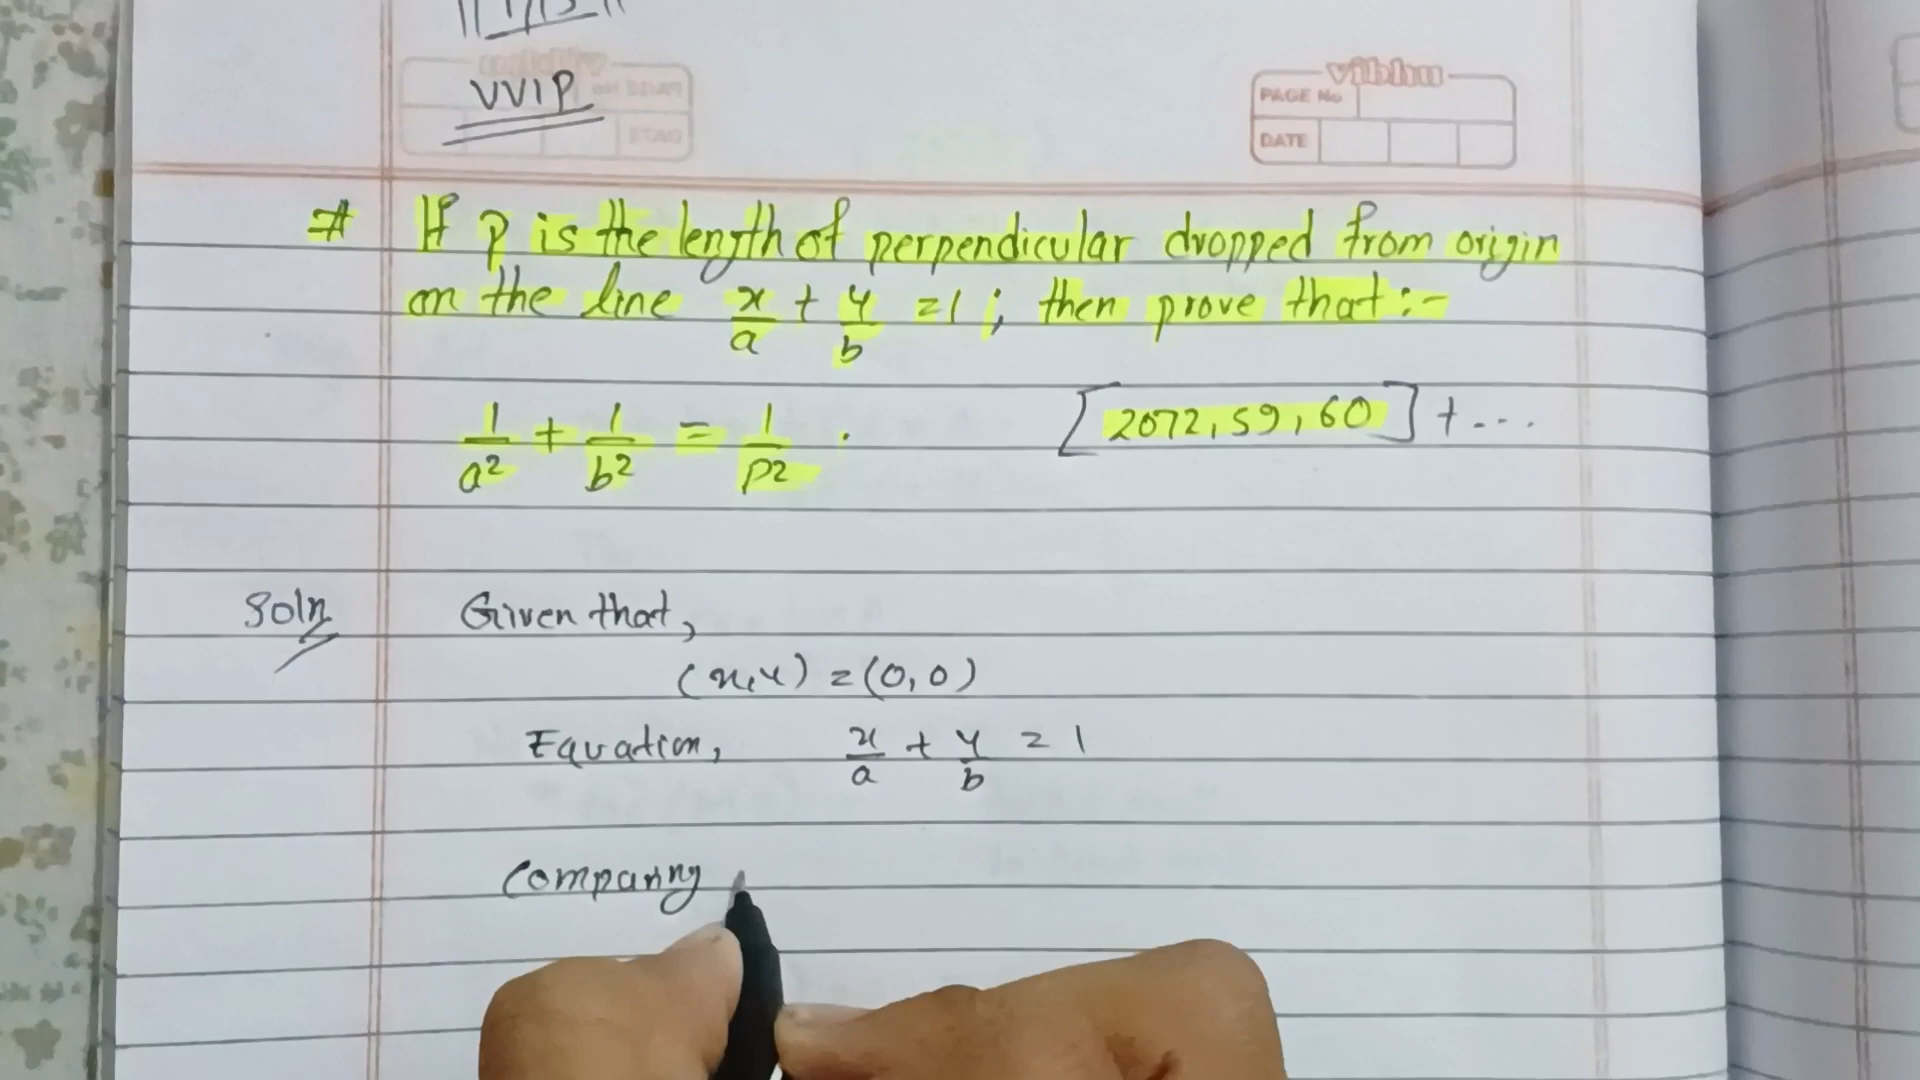 VVIP
vibhu
PAGE No
DATE
# If P is the length of perpendicular dropped from origin
on the line x/a + y/b = 1 ; then prove that :-
1/a² + 1/b² = 1/p² .
[2072, 59, 60] + ...
Soln
Given that,
(x,y) = (0,0)
Equation, x/a + y/b = 1
Comparing